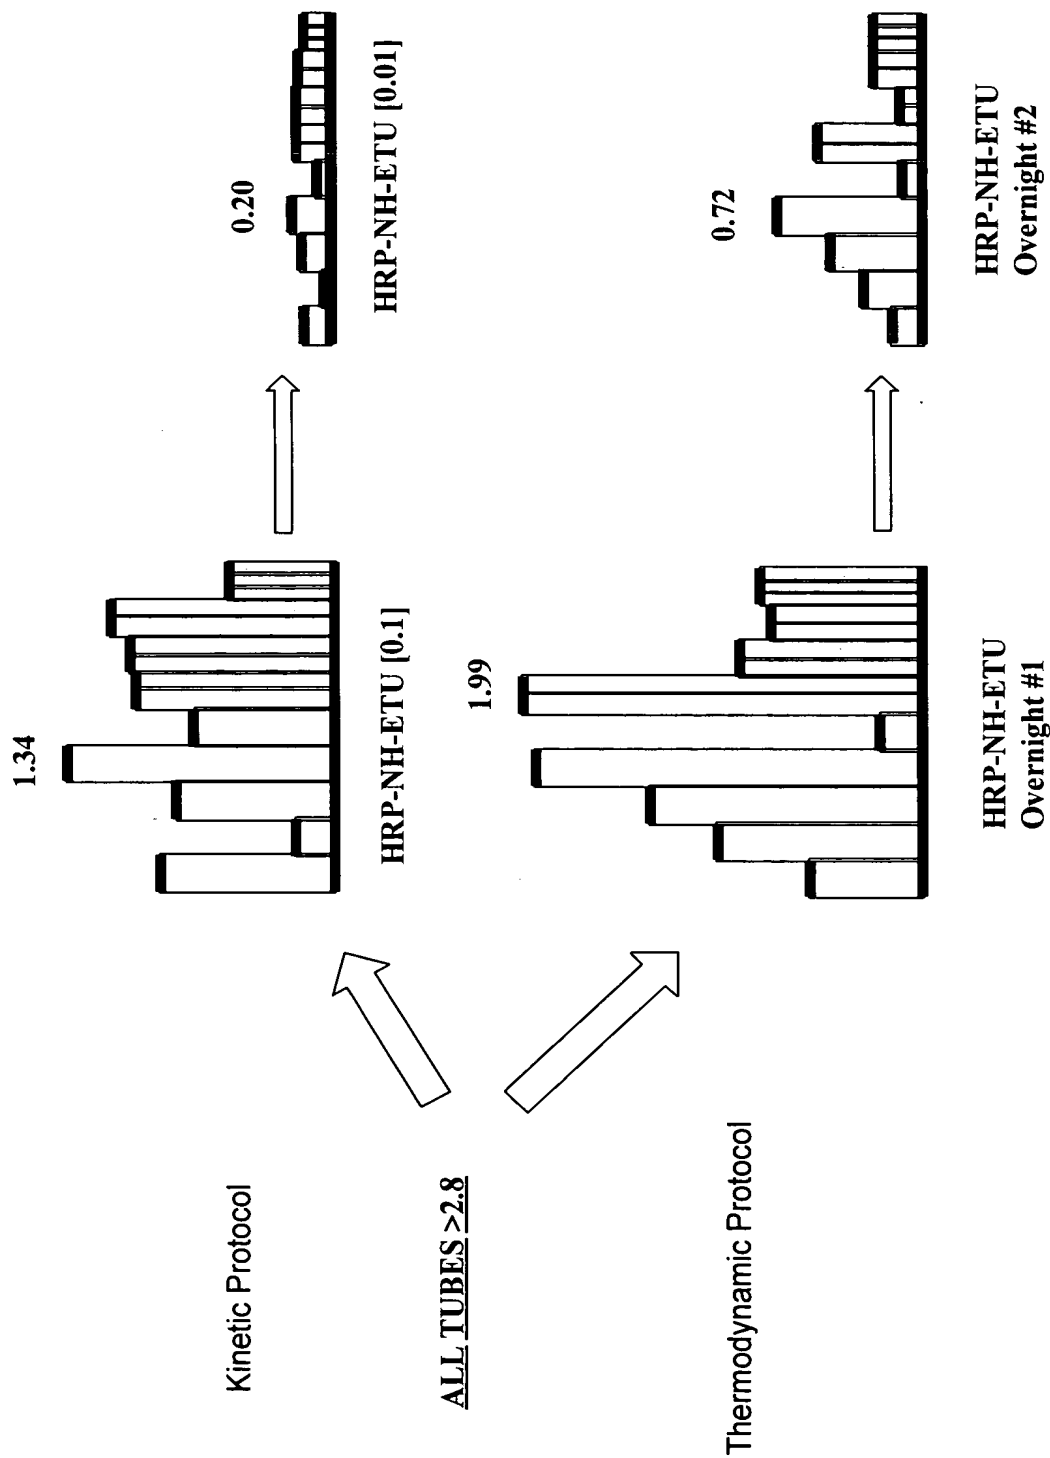 Kinetic Protocol
ALL TUBES >2.8
Thermodynamic Protocol
1.34
HRP-NH-ETU [0.1]
0.20
HRP-NH-ETU [0.01]
1.99
HRP-NH-ETU
Overnight #1
0.72
HRP-NH-ETU
Overnight #2